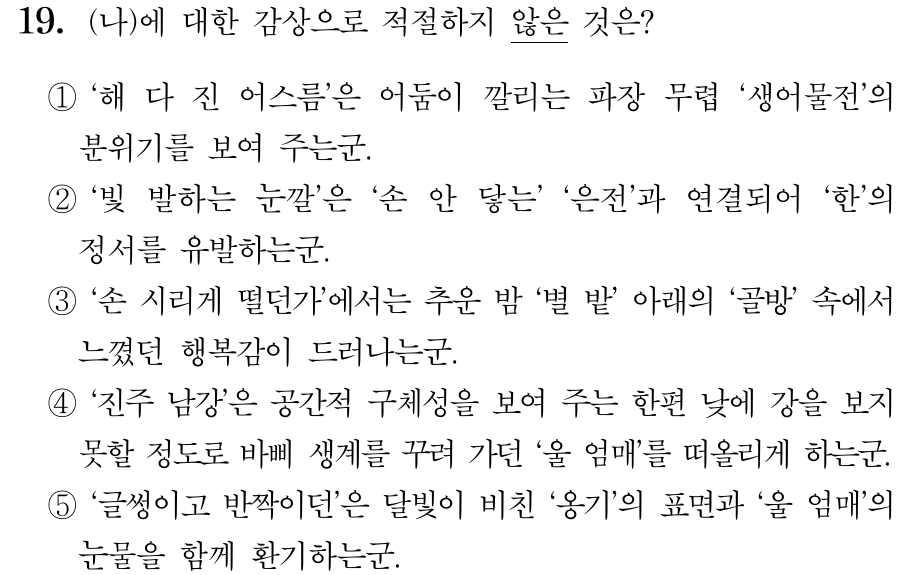 19. (나)에 대한 감상으로 적절하지 않은 것은?
① ‘해 다 진 어스름’은 어둠이 깔리는 파장 무렵 ‘생어물전’의
분위기를 보여 주는군.
② ‘빛 발하는 눈깔’은 ‘손 안 닿는’ ‘은전’과 연결되어 ‘한’의
정서를 유발하는군.
③ ‘손 시리게 떨던가’에서는 추운 밤 ‘별 밭’ 아래의 ‘골방’ 속에서
느꼈던 행복감이 드러나는군.
④ ‘진주 남강’은 공간적 구체성을 보여 주는 한편 낮에 강을 보지
못할 정도로 바삐 생계를 꾸려 가던 ‘울 엄매’를 떠올리게 하는군.
⑤ ‘글썽이고 반짝이던’은 달빛이 비친 ‘옹기’의 표면과 ‘울 엄매’의
눈물을 함께 환기하는군.